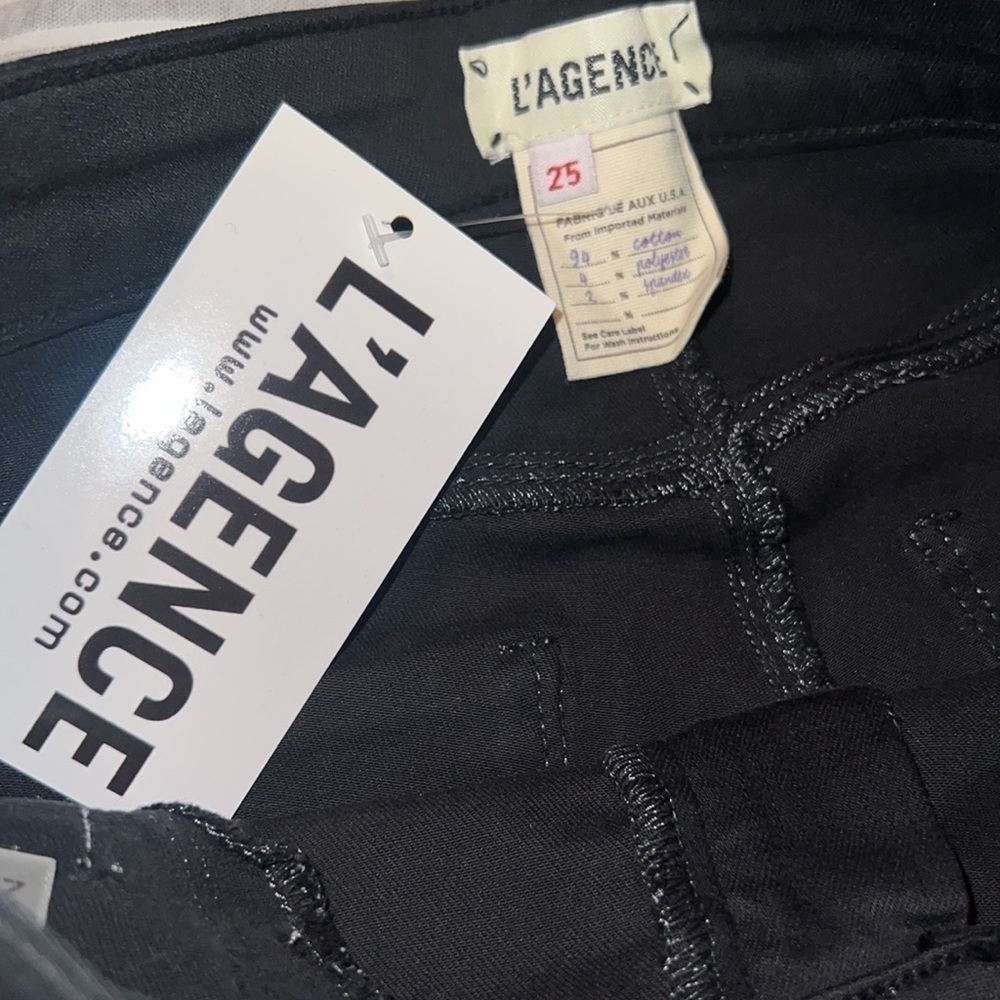 L'AGENCE
25
FABRIQUÉ AUX U.S.A.
From Imported Materials
94 % cotton
4 % polyester
2 % spandex
%
See Care Label
For Wash Instructions
L'AGENCE
www.lagence.com